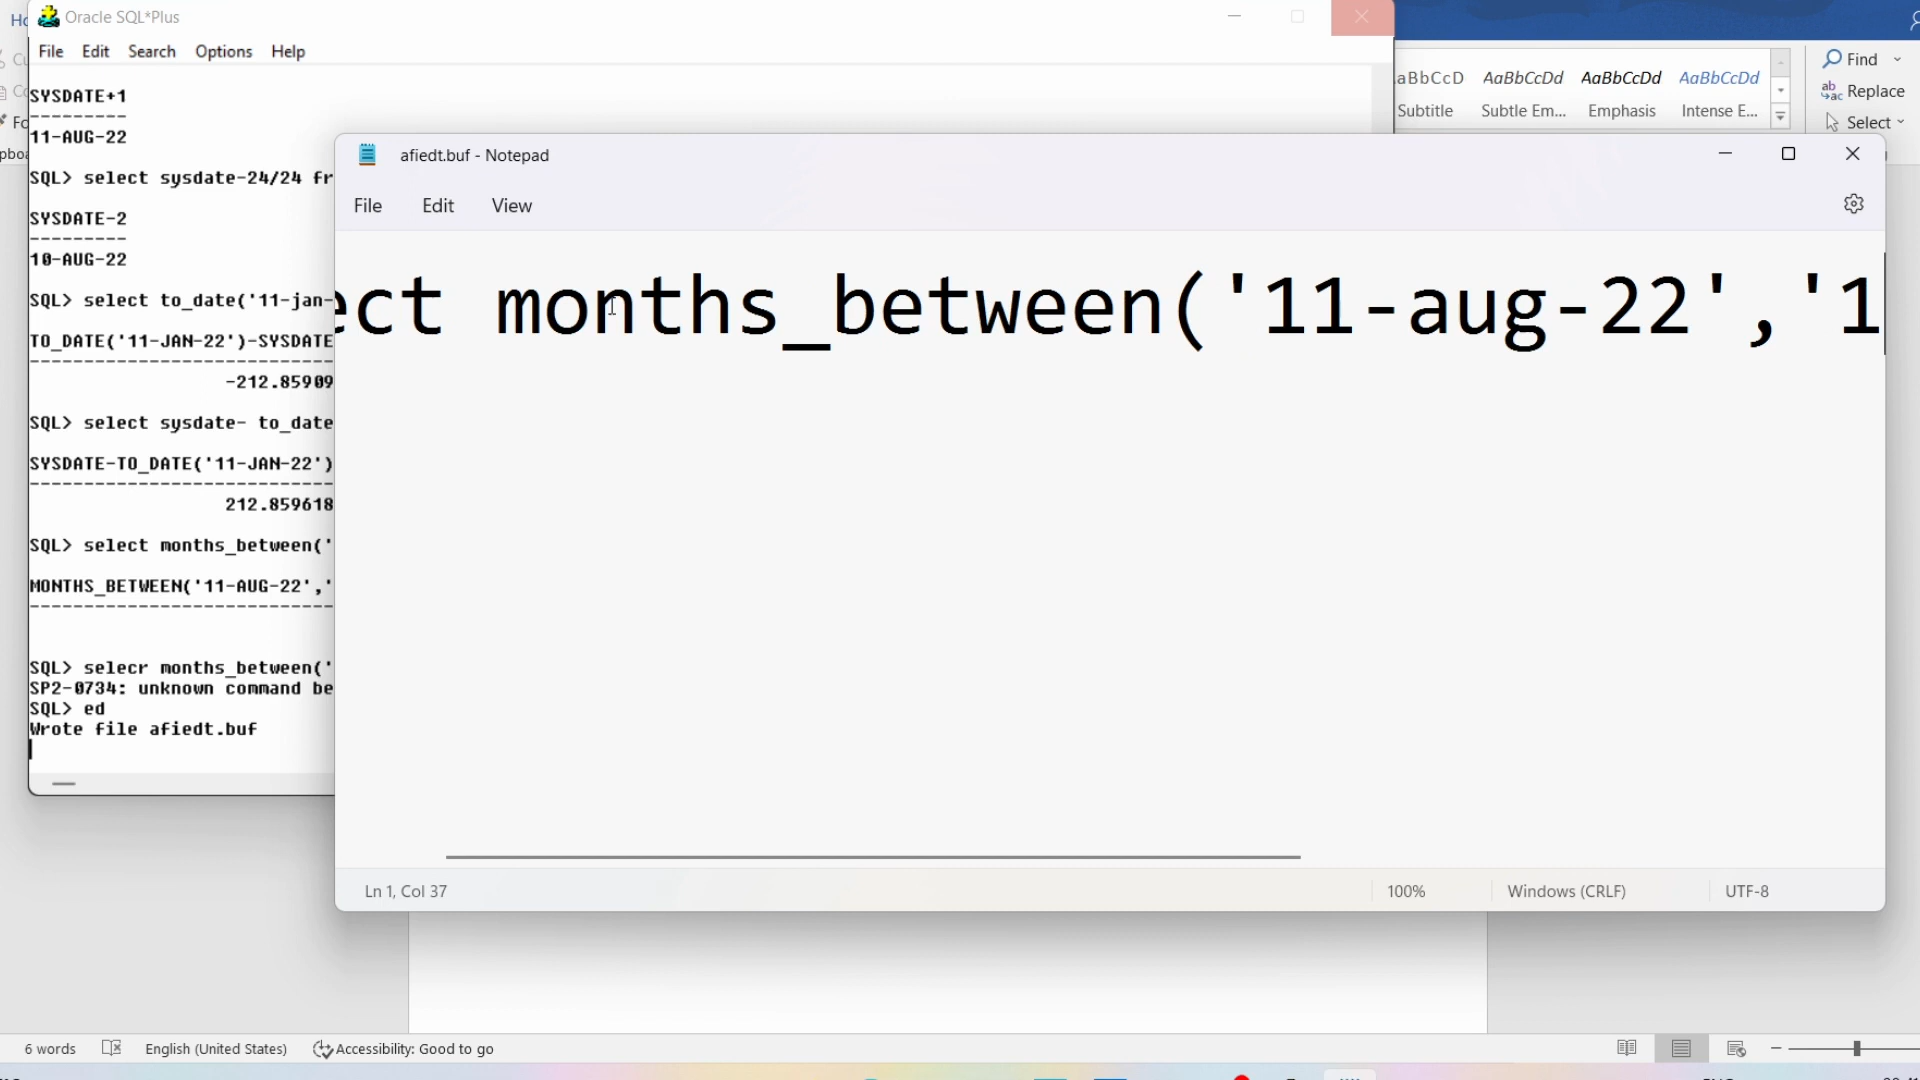 Oracle SQL*Plus
File Edit Search Options Help
SYSDATE+1
---------
11-AUG-22
SQL> select sysdate-24/24 fr
SYSDATE-2
---------
10-AUG-22
SQL> select to_date('11-jan-
TO_DATE('11-JAN-22')-SYSDATE
-212.85909
SQL> select sysdate- to_date
SYSDATE-TO_DATE('11-JAN-22')
212.859618
SQL> select months_between('
MONTHS_BETWEEN('11-AUG-22','
SQL> selecr months_between('
SP2-0734: unknown command be
SQL> ed
Wrote file afiedt.buf
afiedt.buf - Notepad
File Edit View
ect months_between('11-aug-22','1
Ln 1, Col 37
100%
Windows (CRLF)
UTF-8
aBbCcD AaBbCcDd AaBbCcDd AaBbCcDd
Subtitle Subtle Em... Emphasis Intense E...
Find
Replace
Select
6 words
English (United States)
Accessibility: Good to go